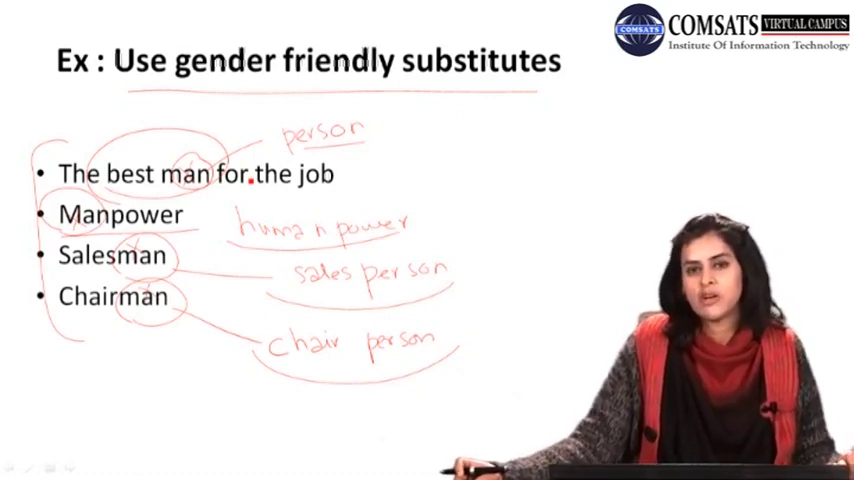 COMSATS VIRTUAL CAMPUS
COMSATS
Institute Of Information Technology
Ex : Use gender friendly substitutes
person
• The best man for the job
• Manpower
human power
• Salesman
sales person
• Chairman
chair person